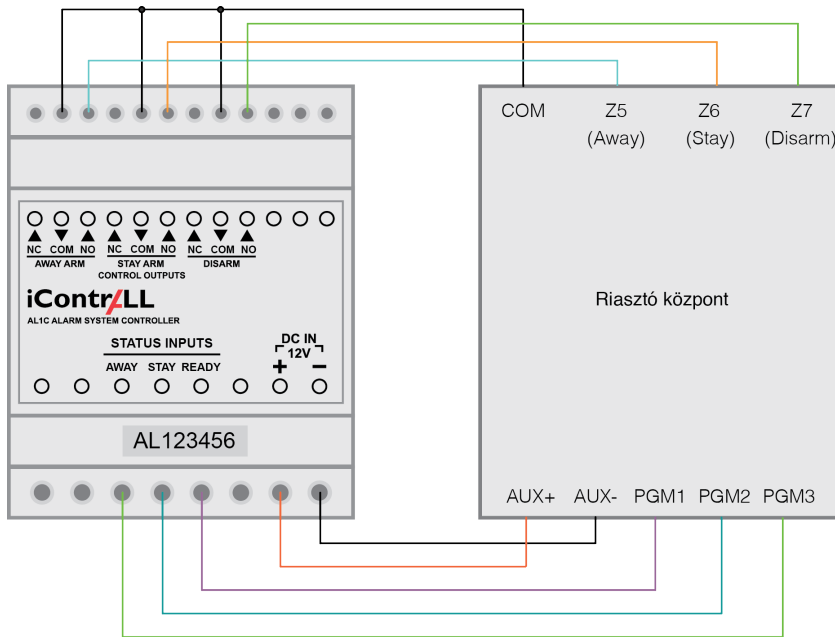 COM Z5 Z6 Z7
(Away) (Stay) (Disarm)
NC COM NO NC COM NO NC COM NO
AWAY ARM STAY ARM DISARM
CONTROL OUTPUTS
iContrALL
AL1C ALARM SYSTEM CONTROLLER
Riasztó központ
STATUS INPUTS
DC IN
12V
AWAY STAY READY + −
AL123456
AUX+ AUX- PGM1 PGM2 PGM3